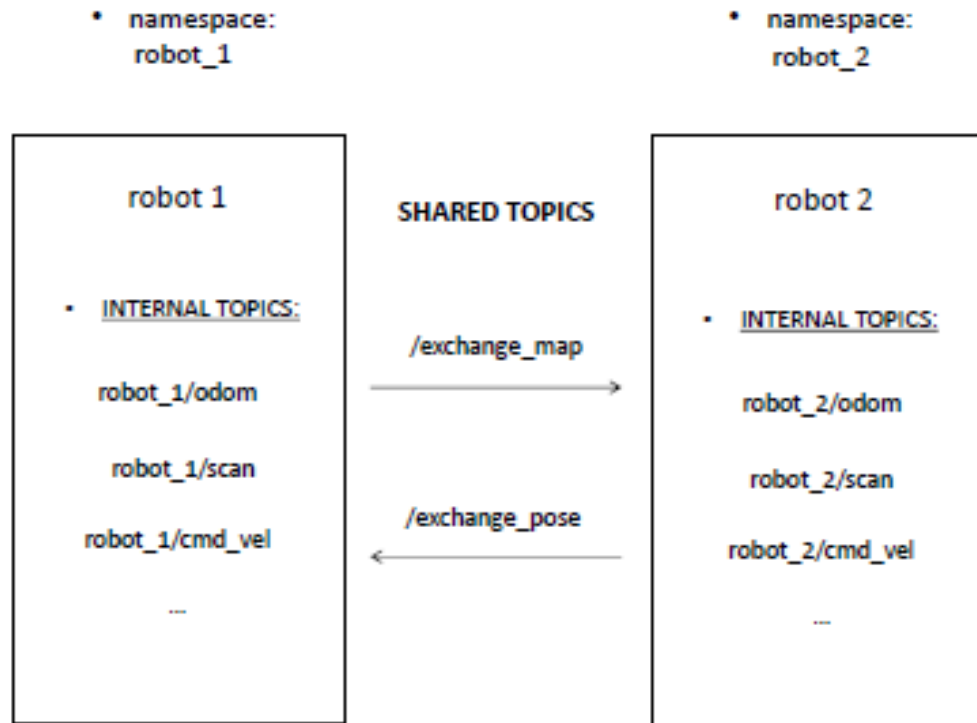 • namespace:
robot_1
• namespace:
robot_2
robot 1
• INTERNAL TOPICS:
robot_1/odom
robot_1/scan
robot_1/cmd_vel
...
SHARED TOPICS
/exchange_map
/exchange_pose
robot 2
• INTERNAL TOPICS:
robot_2/odom
robot_2/scan
robot_2/cmd_vel
...